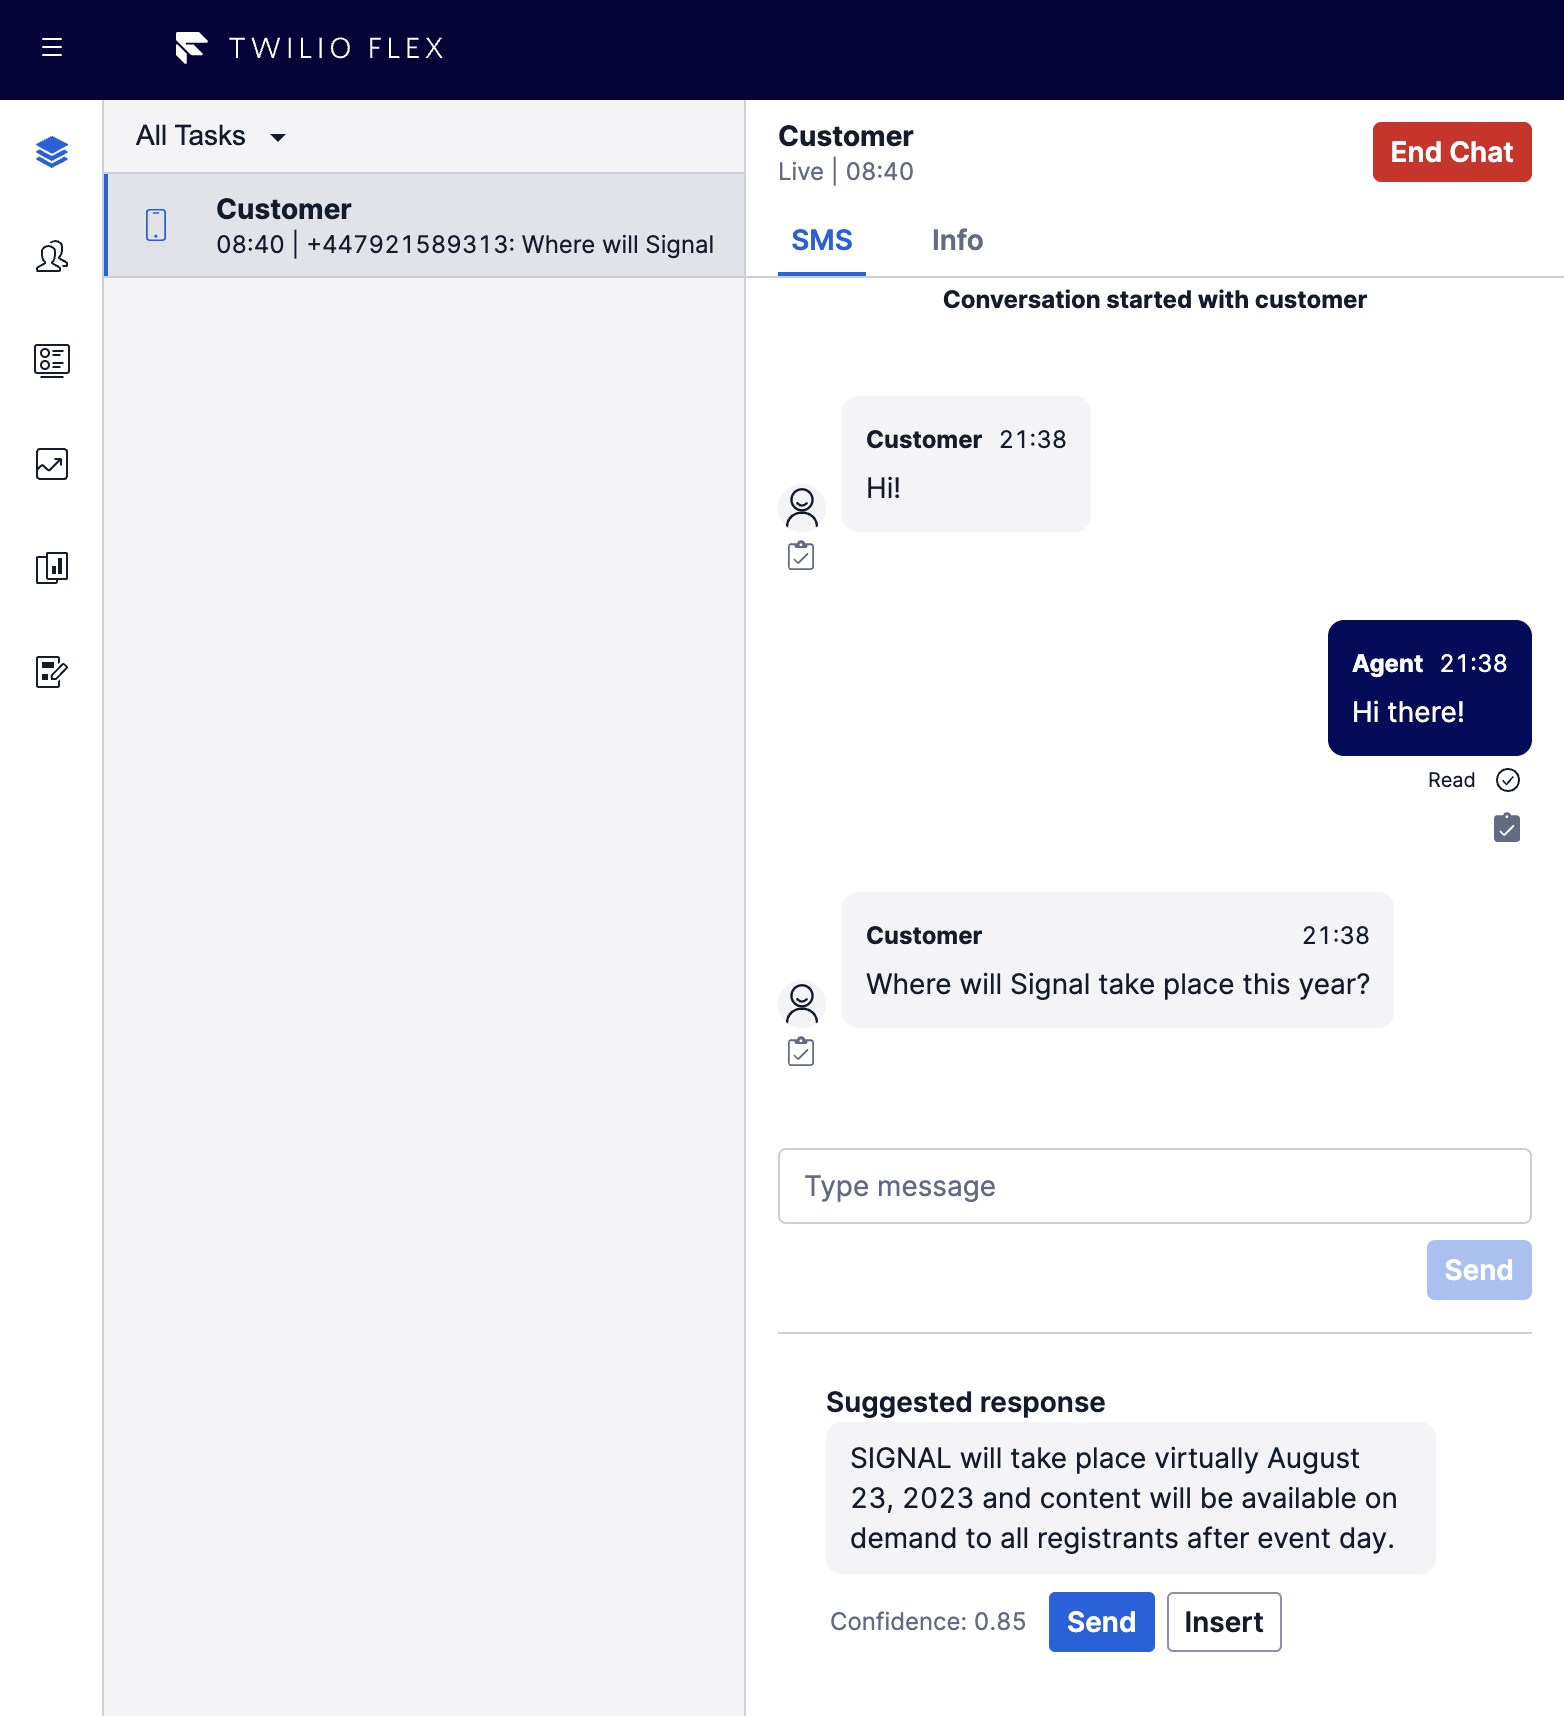 TWILIO FLEX
All Tasks
Customer
08:40 | +447921589313: Where will Signal
Customer
Live | 08:40
End Chat
SMS
Info
Conversation started with customer
Customer 21:38
Hi!
Agent 21:38
Hi there!
Read
Customer 21:38
Where will Signal take place this year?
Type message
Send
Suggested response
SIGNAL will take place virtually August
23, 2023 and content will be available on
demand to all registrants after event day.
Confidence: 0.85
Send
Insert